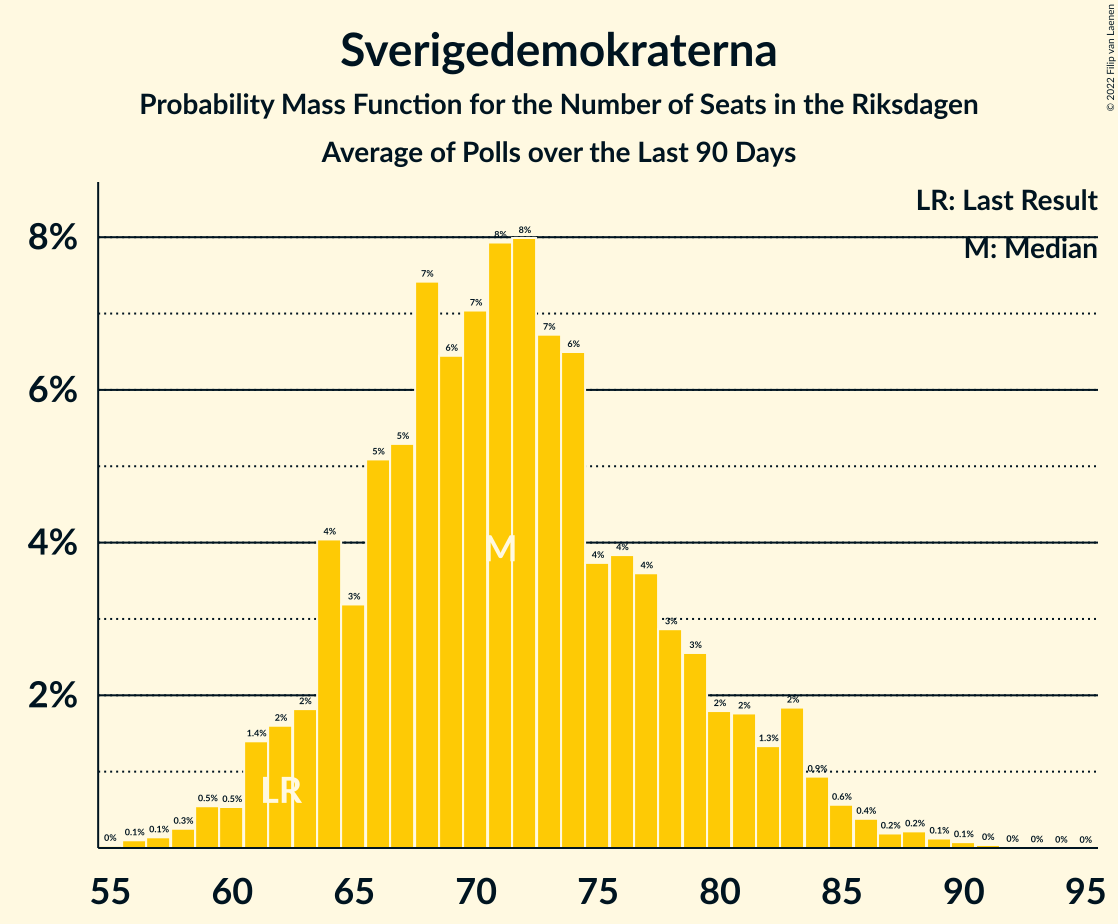 Sverigedemokraterna
Probability Mass Function for the Number of Seats in the Riksdagen
Average of Polls over the Last 90 Days
© 2022 Filip van Laenen
LR: Last Result
M: Median
8%
6%
4%
2%
0% 0.1% 0.1% 0.3% 0.5% 0.5% 1.4% 2% 2% 4% 3% 5% 5% 7% 6% 7% 8% 8% 7% 6% 4% 4% 4% 3% 3% 2% 2% 1.3% 2% 0.9% 0.6% 0.4% 0.2% 0.2% 0.1% 0.1% 0% 0% 0% 0% 0%
M
LR
55 60 65 70 75 80 85 90 95